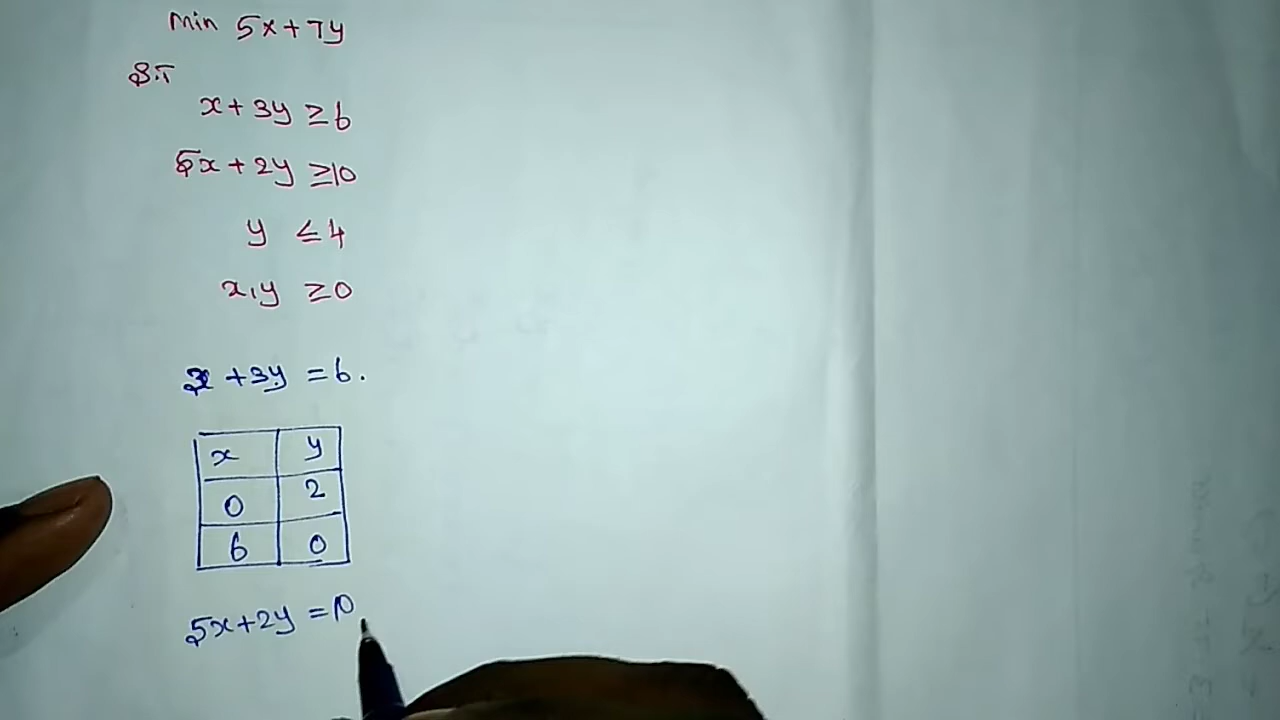 Min 5x+7y
S.T
x+3y ≥6
5x+2y ≥10
y ≤4
x,y ≥0
x +3y =6.
x y
0 2
6 0
5x+2y =10